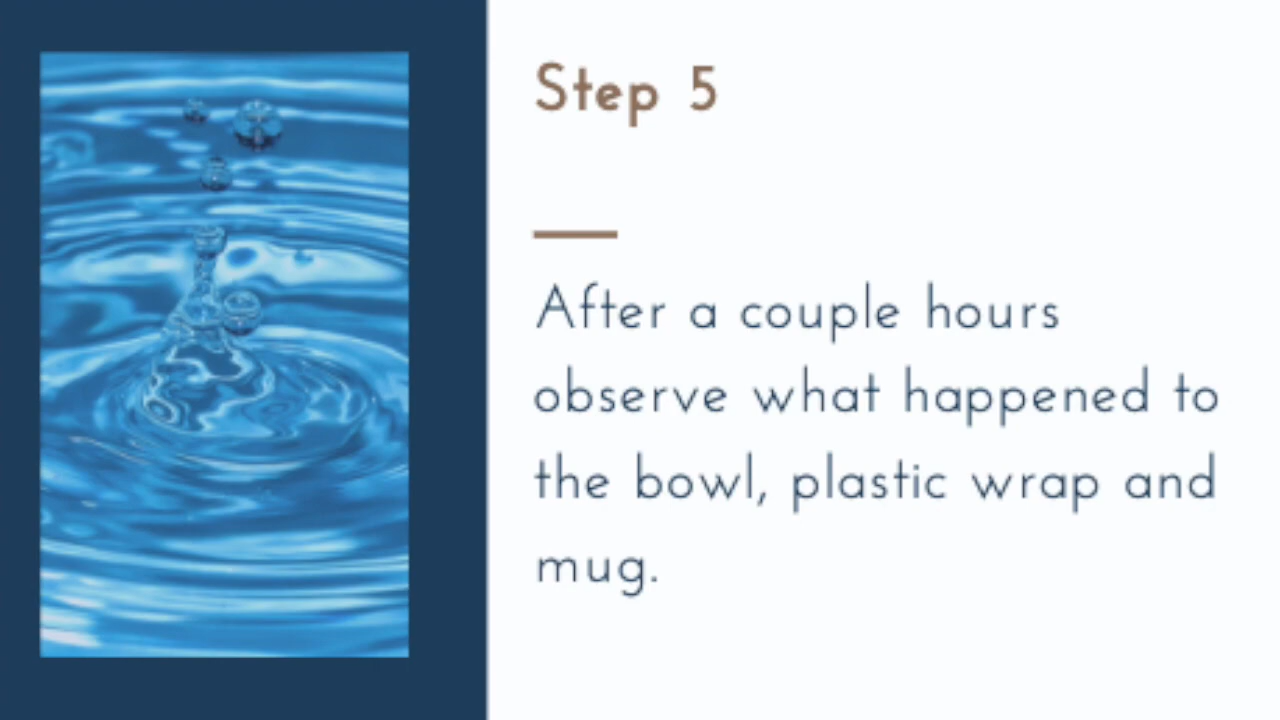 Step 5
After a couple hours
observe what happened to
the bowl, plastic wrap and
mug.